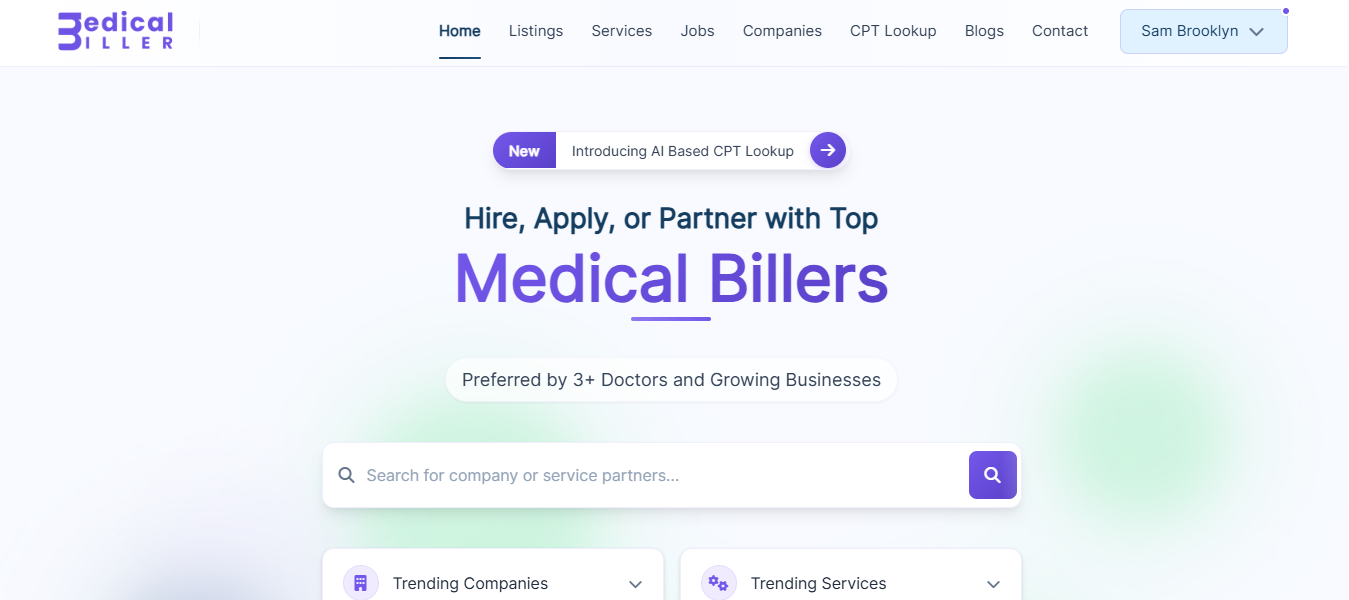 Medical
BILLER
Home Listings Services Jobs Companies CPT Lookup Blogs Contact Sam Brooklyn
New Introducing AI Based CPT Lookup
Hire, Apply, or Partner with Top
Medical Billers
Preferred by 3+ Doctors and Growing Businesses
Search for company or service partners...
Trending Companies Trending Services